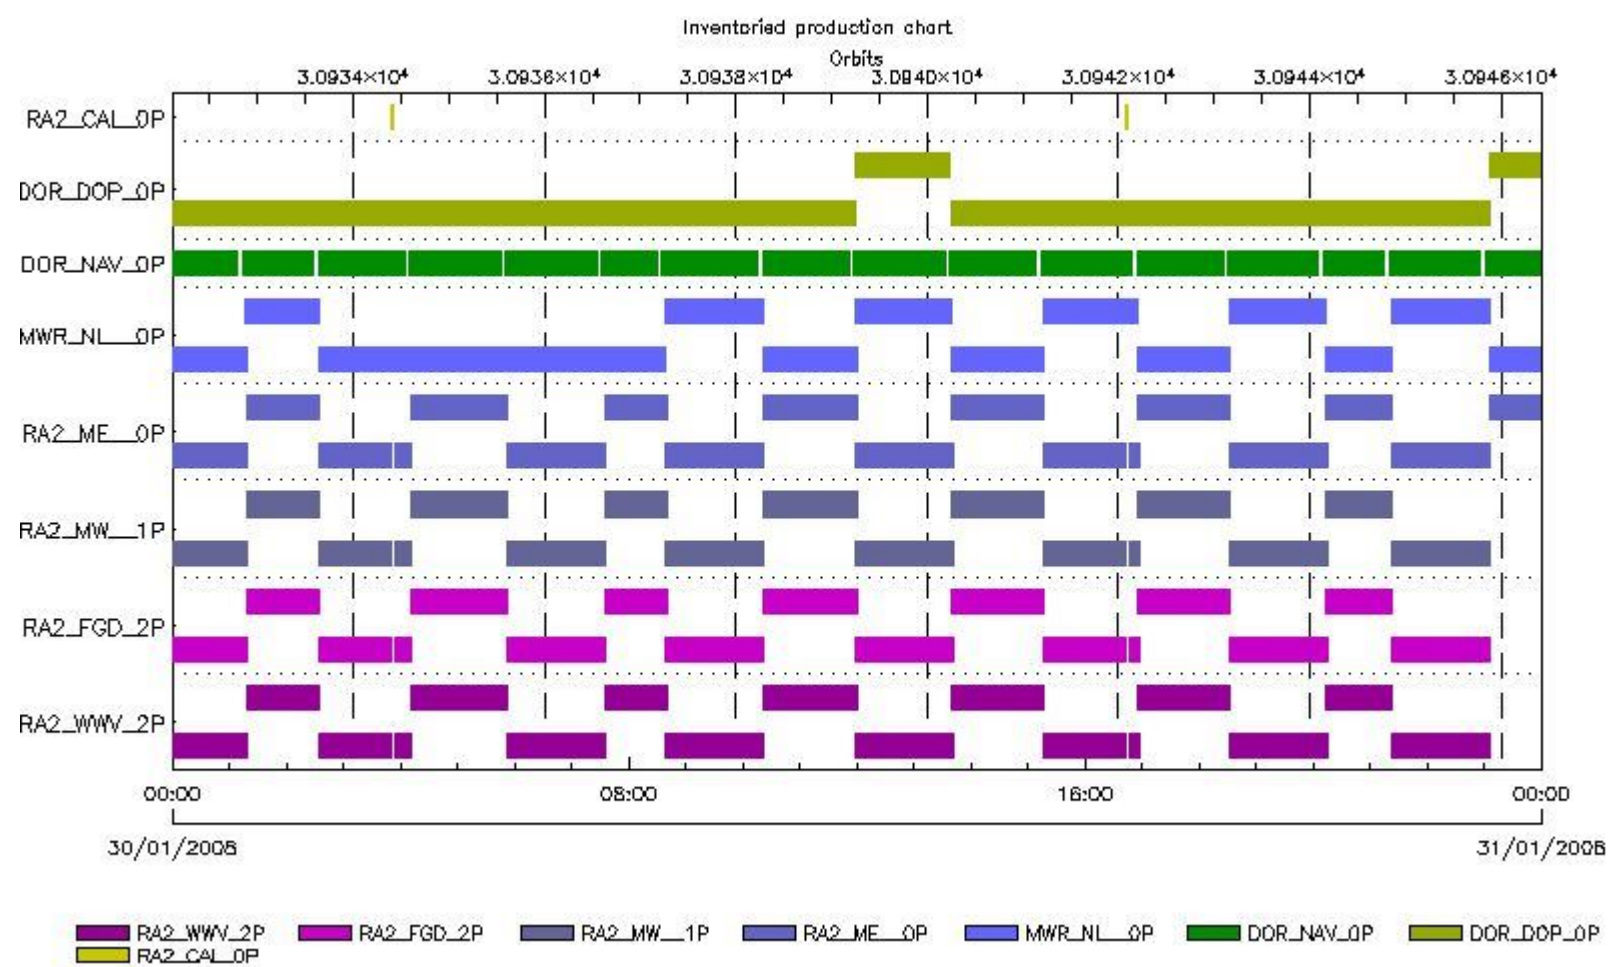 Inventoried production chart
Orbits
3.0934×10⁴ 3.0936×10⁴ 3.0938×10⁴ 3.0940×10⁴ 3.0942×10⁴ 3.0944×10⁴ 3.0946×10⁴
RA2_CAL_0P
DOR_DOP_0P
DOR_NAV_0P
MWR_NL__0P
RA2_ME__0P
RA2_MW__1P
RA2_FGD_2P
RA2_WWV_2P
00:00 08:00 16:00 00:00
30/01/2008 31/01/2008
RA2_WWV_2P RA2_FGD_2P RA2_MW__1P RA2_ME__0P MWR_NL__0P DOR_NAV_0P DOR_DOP_0P
RA2_CAL_0P